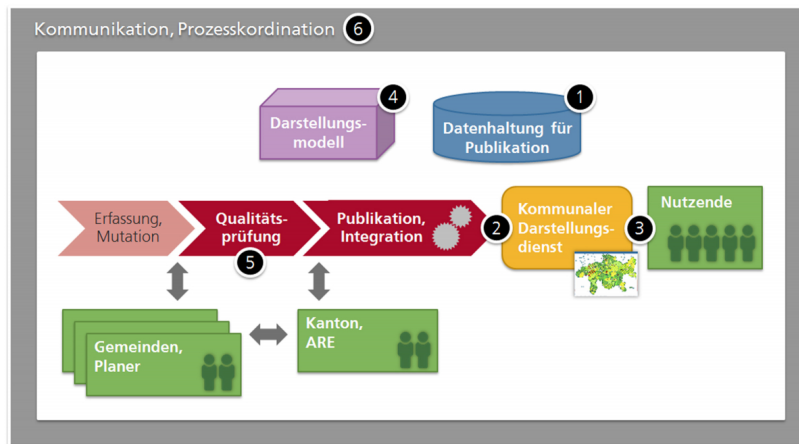 Kommunikation, Prozesskordination 6
4
Darstellungs-
modell
1
Datenhaltung für
Publikation
Erfassung,
Mutation
Qualitäts-
prüfung
5
Publikation,
Integration
2
Kommunaler
Darstellungs-
dienst
3
Nutzende
Gemeinden,
Planer
Kanton,
ARE